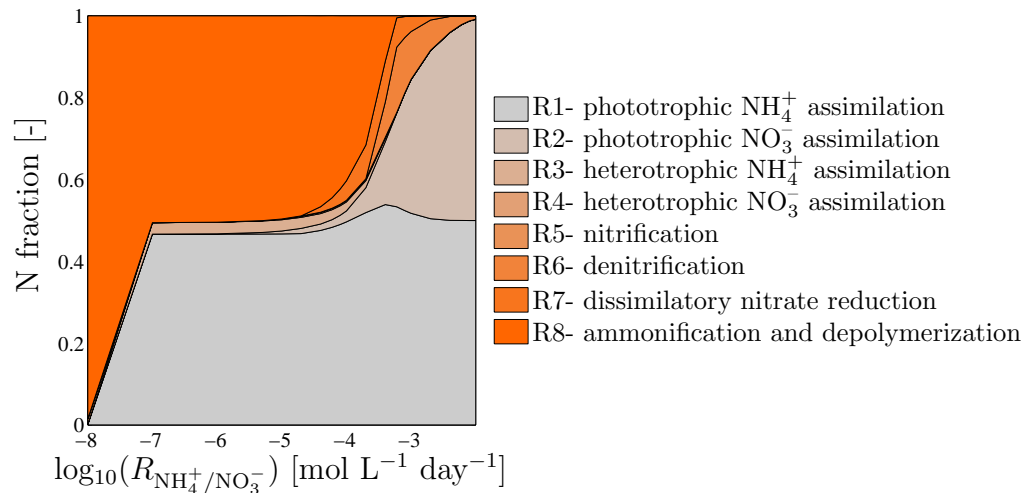 1
0.8
0.6
0.4
0.2
0
N fraction [-]
−8 −7 −6 −5 −4 −3
log₁₀(R_NH₄⁺/NO₃⁻) [mol L⁻¹ day⁻¹]
R1- phototrophic NH₄⁺ assimilation
R2- phototrophic NO₃⁻ assimilation
R3- heterotrophic NH₄⁺ assimilation
R4- heterotrophic NO₃⁻ assimilation
R5- nitrification
R6- denitrification
R7- dissimilatory nitrate reduction
R8- ammonification and depolymerization